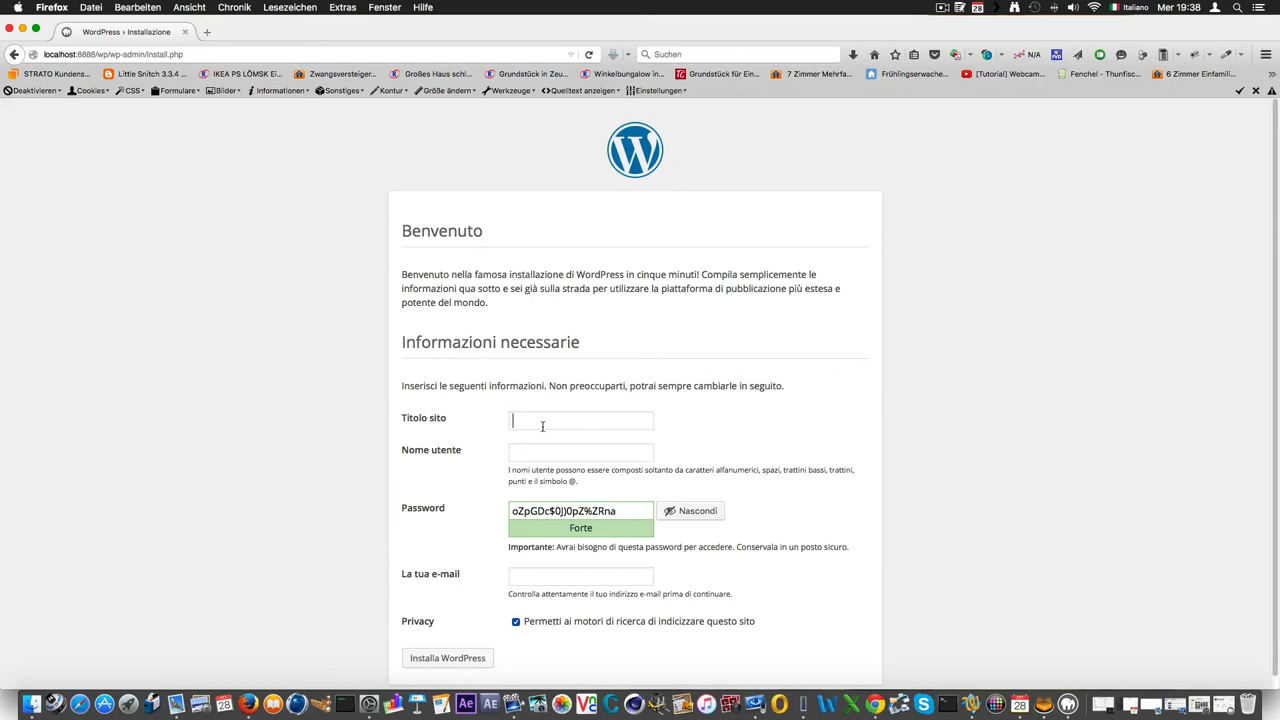 Firefox Datei Bearbeiten Ansicht Chronik Lesezeichen Extras Fenster Hilfe 28 Italiano Mer 19:38
WordPress › Installazione
localhost:8888/wp/wp-admin/install.php Suchen N/A
STRATO Kundens... Little Snitch 3.3.4 ... IKEA PS LÖMSK Ei... Zwangsversteiger... Großes Haus schi... Grundstück in Zeu... Winkelbungalow in... Grundstück für Ein... 7 Zimmer Mehrfa... Frühlingserwache... [Tutorial] Webcam... Fenchel - Thunfisc... 6 Zimmer Einfamili...
Deaktivieren Cookies CSS Formulare Bilder Informationen Sonstiges Kontur Größe ändern Werkzeuge Quelltext anzeigen Einstellungen
Benvenuto
Benvenuto nella famosa installazione di WordPress in cinque minuti! Compila semplicemente le
informazioni qua sotto e sei già sulla strada per utilizzare la piattaforma di pubblicazione più estesa e
potente del mondo.
Informazioni necessarie
Inserisci le seguenti informazioni. Non preoccuparti, potrai sempre cambiarle in seguito.
Titolo sito
Nome utente
I nomi utente possono essere composti soltanto da caratteri alfanumerici, spazi, trattini bassi, trattini,
punti e il simbolo @.
Password oZpGDc$0J)0pZ%ZRna Nascondi
Forte
Importante: Avrai bisogno di questa password per accedere. Conservala in un posto sicuro.
La tua e-mail
Controlla attentamente il tuo indirizzo e-mail prima di continuare.
Privacy Permetti ai motori di ricerca di indicizzare questo sito
Installa WordPress
Ae AE 28